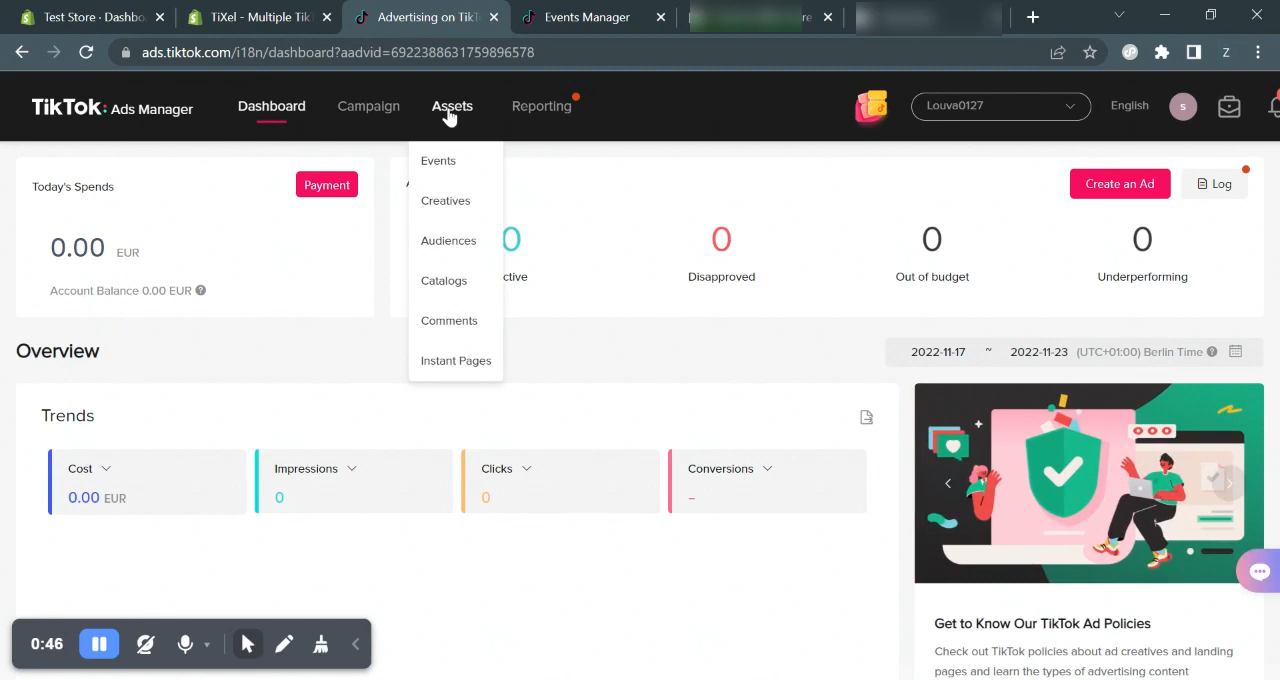 Test Store · Dashbo
TiXel - Multiple Tik
Advertising on TikT
Events Manager
ads.tiktok.com/i18n/dashboard?aadvid=6922388631759896578
Z
TikTok: Ads Manager
Dashboard
Campaign
Assets
Reporting
Louva0127
English
S
Events
Creatives
Audiences
Catalogs
Comments
Instant Pages
Today's Spends
Payment
0.00 EUR
Account Balance 0.00 EUR
Create an Ad
Log
0
0
0
0
ctive
Disapproved
Out of budget
Underperforming
Overview
2022-11-17 ~ 2022-11-23 (UTC+01:00) Berlin Time
Trends
Cost
Impressions
Clicks
Conversions
0.00 EUR
0
0
–
Get to Know Our TikTok Ad Policies
Check out TikTok policies about ad creatives and landing
pages and learn the types of advertising content
0:46